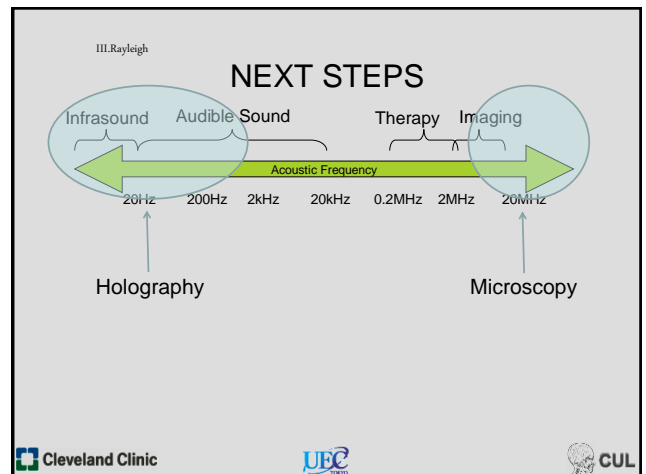 III.Rayleigh
NEXT STEPS
Infrasound Audible Sound Therapy Imaging
Acoustic Frequency
20Hz 200Hz 2kHz 20kHz 0.2MHz 2MHz 20MHz
Holography Microscopy
Cleveland Clinic UEC TOKYO CUL